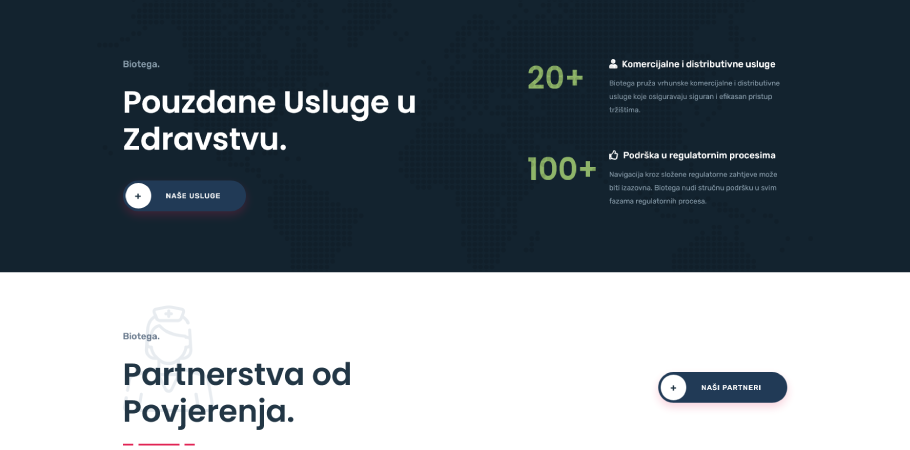 Biotega.
Pouzdane Usluge u
Zdravstvu.
+ NAŠE USLUGE
20+
Komercijalne i distributivne usluge
Biotega pruža vrhunske komercijalne i distributivne
usluge koje osiguravaju siguran i efikasan pristup
tržištima.
100+
Podrška u regulatornim procesima
Navigacija kroz složene regulatorne zahtjeve može
biti izazovna. Biotega nudi stručnu podršku u svim
fazama regulatornih procesa.
Biotega.
Partnerstva od
Povjerenja.
+ NAŠI PARTNERI